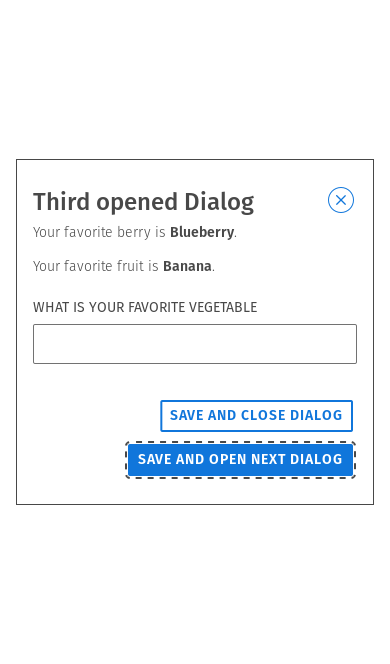 Third opened Dialog
Your favorite berry is Blueberry.
Your favorite fruit is Banana.
WHAT IS YOUR FAVORITE VEGETABLE
SAVE AND CLOSE DIALOG
SAVE AND OPEN NEXT DIALOG